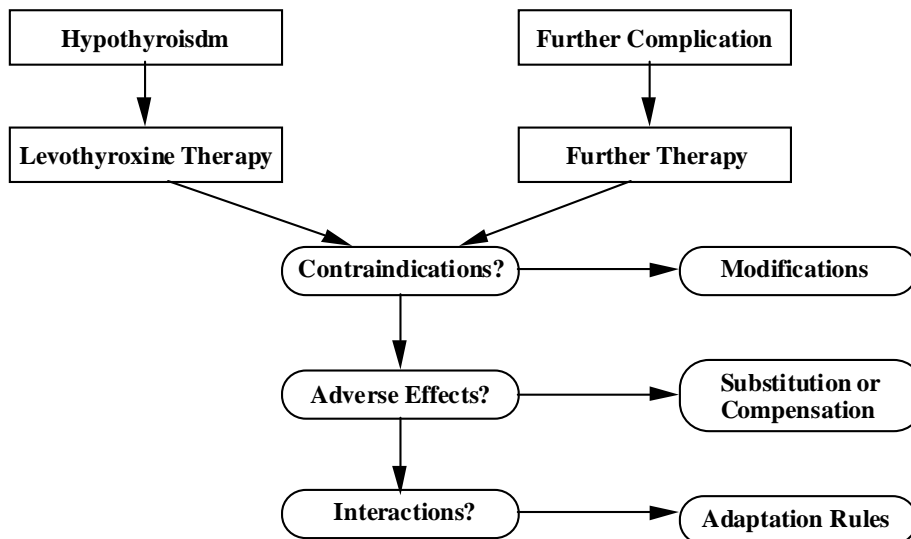 Hypothyroisdm
Further Complication
Levothyroxine Therapy
Further Therapy
Contraindications?
Modifications
Adverse Effects?
Substitution or
Compensation
Interactions?
Adaptation Rules